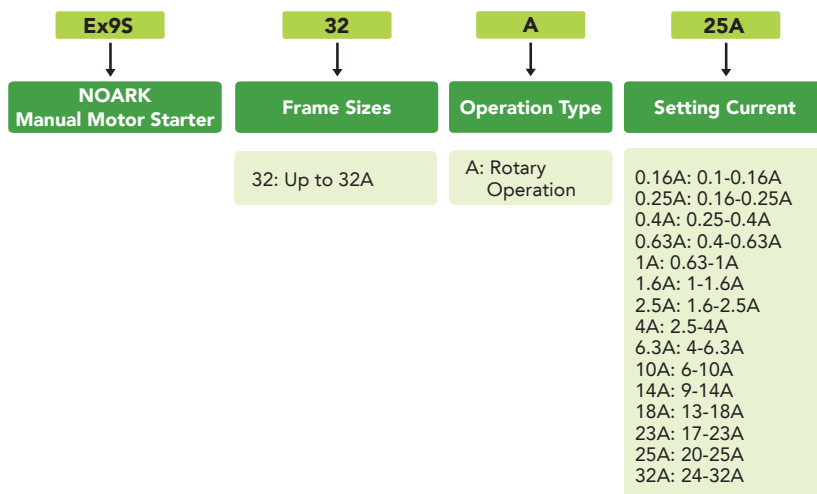 Ex9S
32
A
25A
NOARK
Manual Motor Starter
Frame Sizes
Operation Type
Setting Current
32: Up to 32A
A: Rotary
Operation
0.16A: 0.1-0.16A
0.25A: 0.16-0.25A
0.4A: 0.25-0.4A
0.63A: 0.4-0.63A
1A: 0.63-1A
1.6A: 1-1.6A
2.5A: 1.6-2.5A
4A: 2.5-4A
6.3A: 4-6.3A
10A: 6-10A
14A: 9-14A
18A: 13-18A
23A: 17-23A
25A: 20-25A
32A: 24-32A